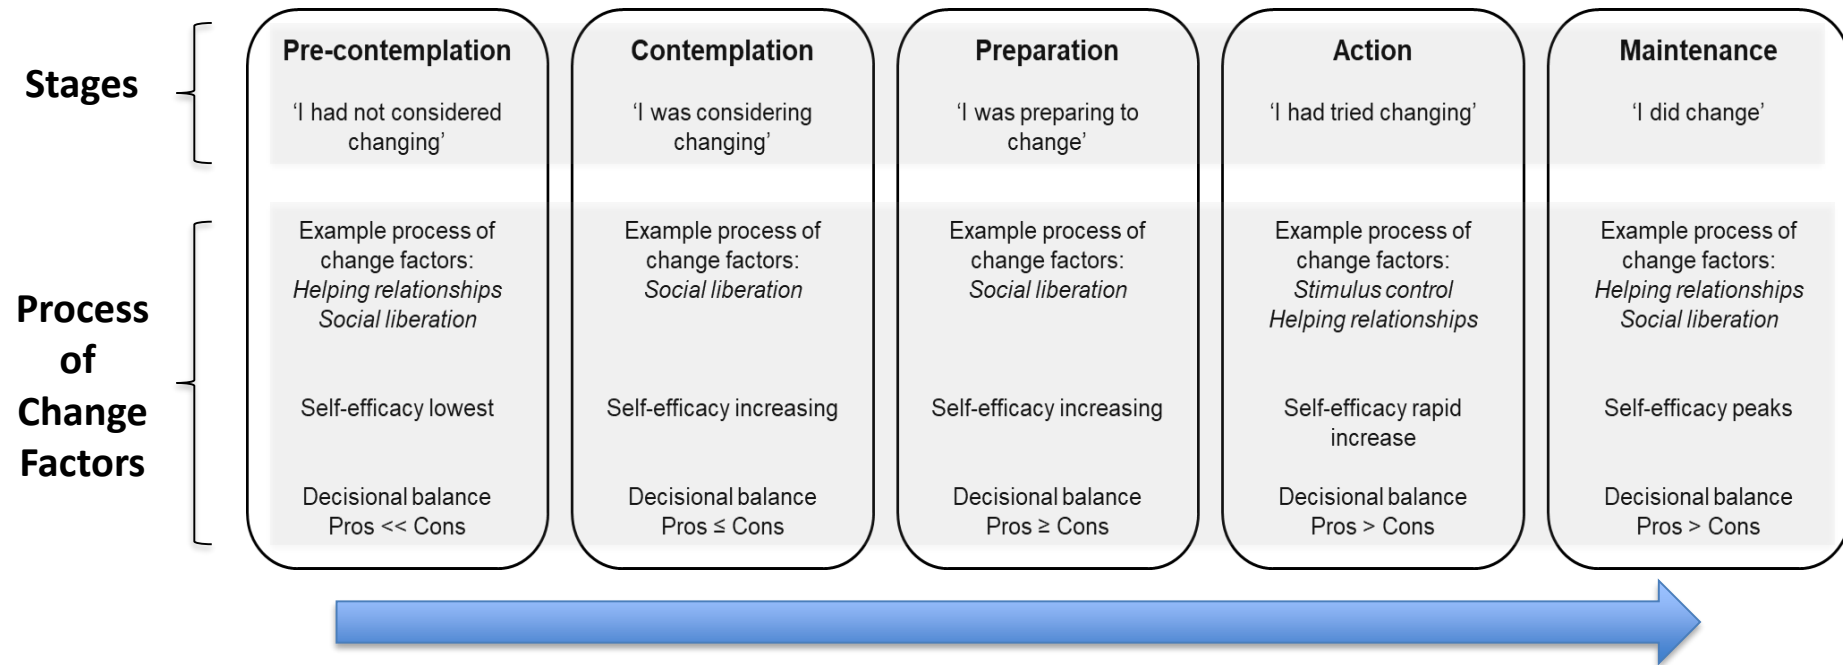 Stages
Pre-contemplation
'I had not considered
changing'
Contemplation
'I was considering
changing'
Preparation
'I was preparing to
change'
Action
'I had tried changing'
Maintenance
'I did change'
Process
of
Change
Factors
Example process of
change factors:
Helping relationships
Social liberation
Self-efficacy lowest
Decisional balance
Pros << Cons
Example process of
change factors:
Social liberation
Self-efficacy increasing
Decisional balance
Pros ≤ Cons
Example process of
change factors:
Social liberation
Self-efficacy increasing
Decisional balance
Pros ≥ Cons
Example process of
change factors:
Stimulus control
Helping relationships
Self-efficacy rapid
increase
Decisional balance
Pros > Cons
Example process of
change factors:
Helping relationships
Social liberation
Self-efficacy peaks
Decisional balance
Pros > Cons